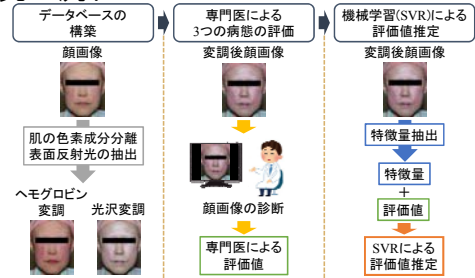 データベースの
構築
顔画像
肌の色素成分分離
表面反射光の抽出
ヘモグロビン
変調
光沢変調
専門医による
3つの病態の評価
変調後顔画像
顔画像の診断
専門医による
評価値
機械学習(SVR)による
評価値推定
変調後顔画像
特徴量抽出
特徴量
+
評価値
SVRによる
評価値推定